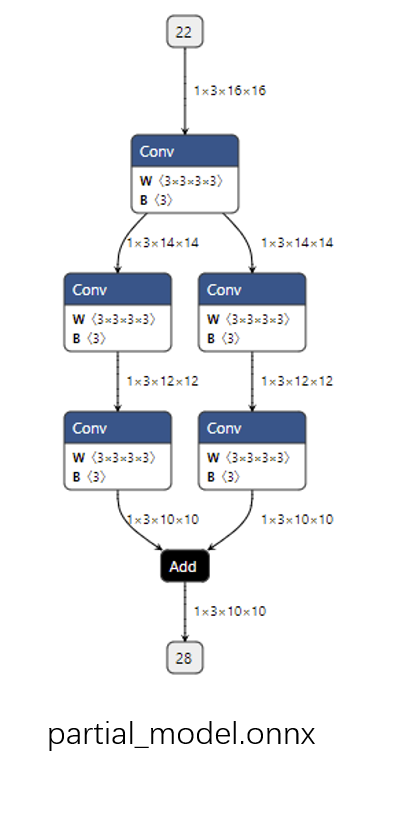 22
1×3×16×16
Conv
W ⟨3×3×3×3⟩
B ⟨3⟩
1×3×14×14
1×3×14×14
Conv
W ⟨3×3×3×3⟩
B ⟨3⟩
Conv
W ⟨3×3×3×3⟩
B ⟨3⟩
1×3×12×12
1×3×12×12
Conv
W ⟨3×3×3×3⟩
B ⟨3⟩
Conv
W ⟨3×3×3×3⟩
B ⟨3⟩
1×3×10×10
1×3×10×10
Add
1×3×10×10
28
partial_model.onnx